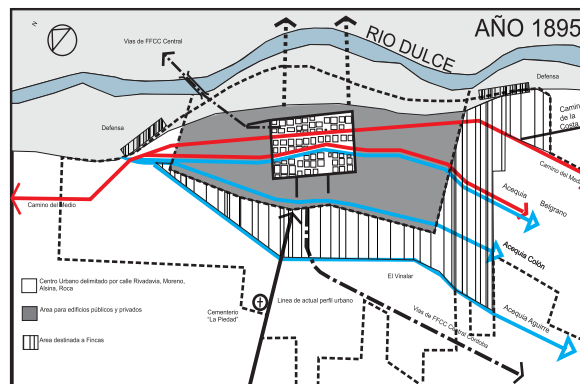 AÑO 1895
N
Vias de FFCC Central
RIO DULCE
Defensa
Defensa
Camino
de la
Costa
Camino del Medio
Camino del Medio
Acequia
Belgrano
Acequia Colón
El Vinalar
Acequia Aguirre
Vias de FFCC Central Córdoba
Linea de actual perfil urbano
Cementerio
"La Piedad"
Centro Urbano delimitado por calle Rivadavia, Moreno,
Alsina, Roca
Area para edificios públicos y privados
Area destinada a Fincas